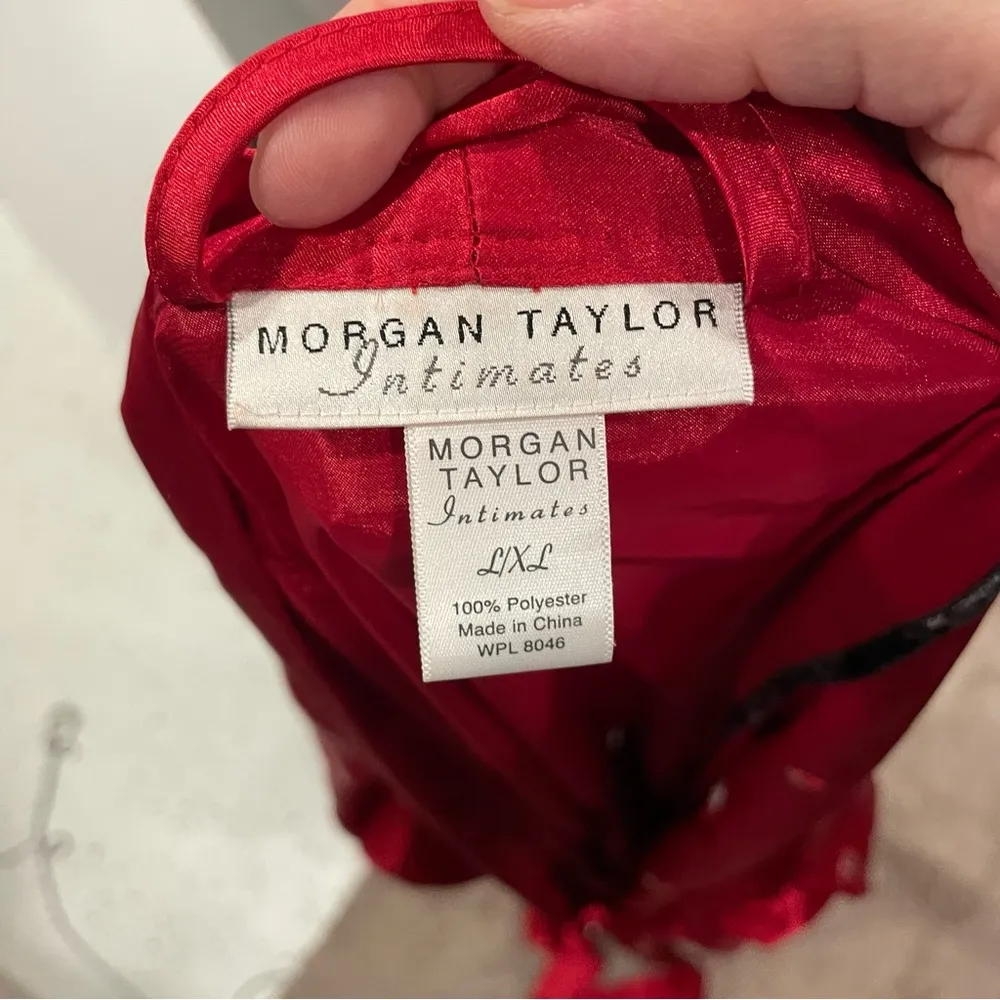 MORGAN TAYLOR
Intimates
MORGAN
TAYLOR
Intimates
L/XL
100% Polyester
Made in China
WPL 8046